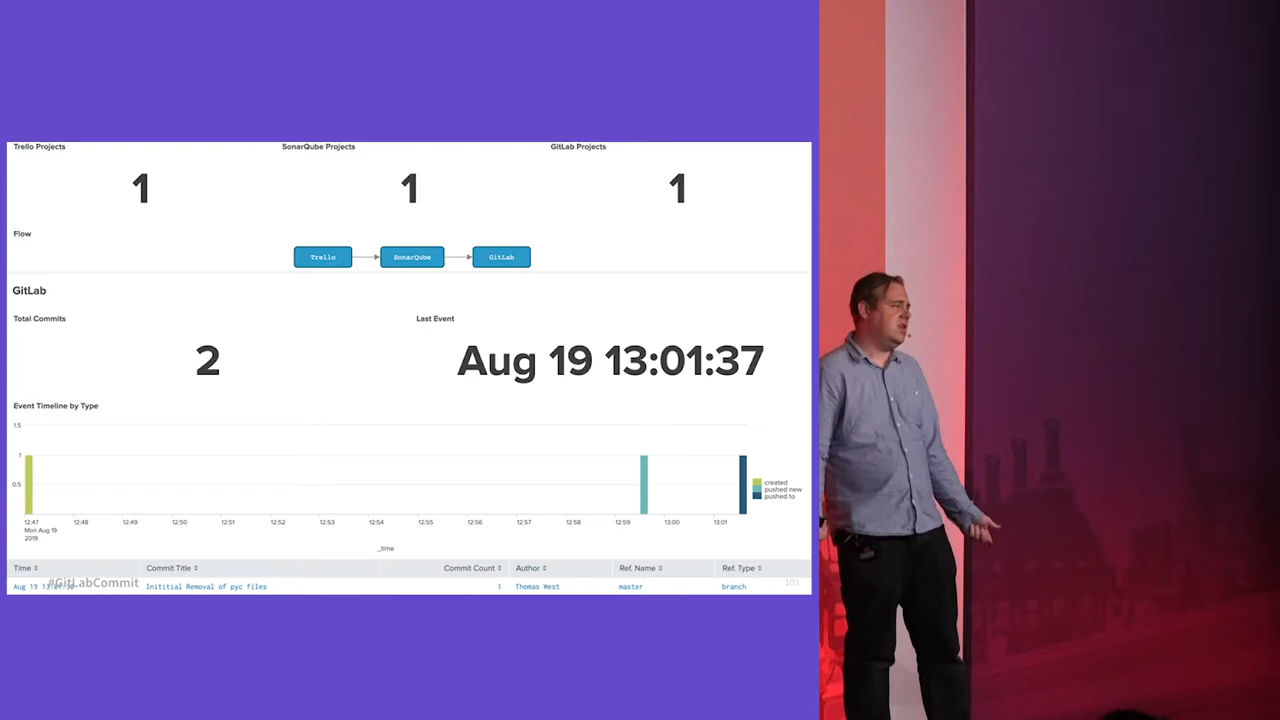 Trello Projects SonarQube Projects GitLab Projects
1 1 1
Flow
Trello SonarQube GitLab
GitLab
Total Commits Last Event
2 Aug 19 13:01:37
Event Timeline by Type
1.5
1
0.5
created
pushed new
pushed to
12:47 12:48 12:49 12:50 12:51 12:52 12:53 12:54 12:55 12:56 12:57 12:58 12:59 13:00 13:01
Mon Aug 19
2019
_time
Time Commit Title Commit Count Author Ref. Name Ref. Type
#GitLabCommit 103
Aug 19 Inititial Removal of pyc files 1 Thomas West master branch